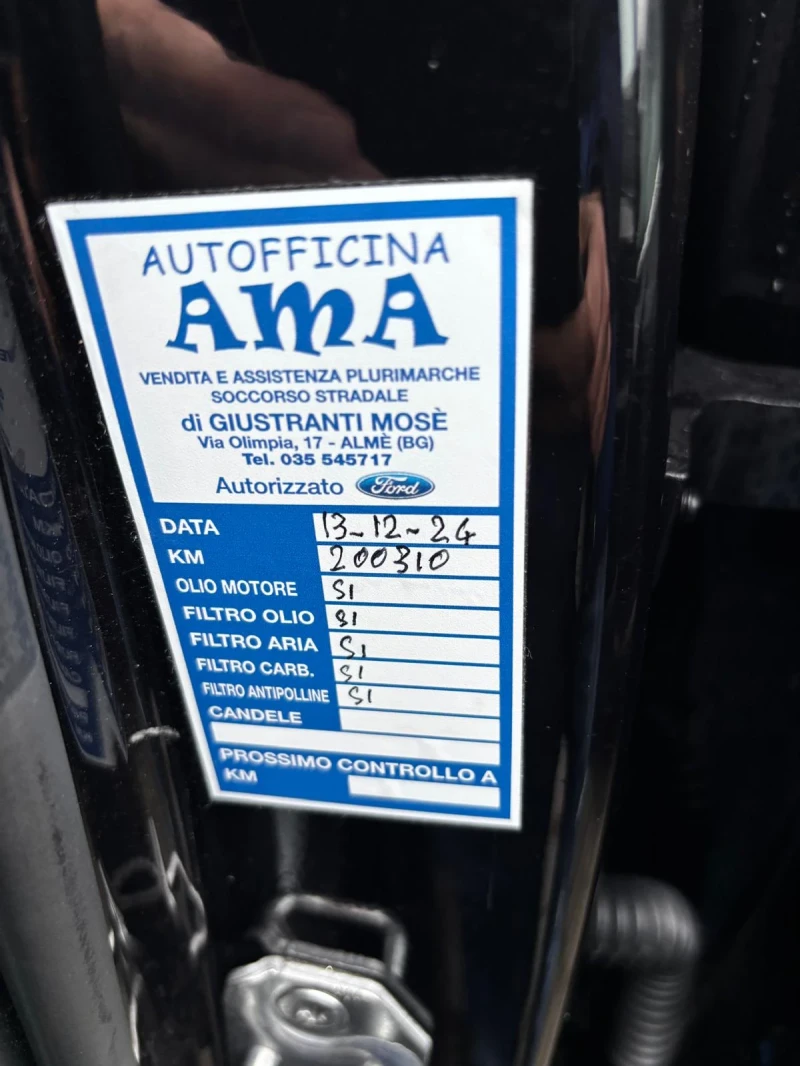 AUTOFFICINA
AMA
VENDITA E ASSISTENZA PLURIMARCHE
SOCCORSO STRADALE
di GIUSTRANTI MOSÈ
Via Olimpia, 17 - ALMÈ (BG)
Tel. 035 545717
Autorizzato Ford
DATA 13-12-24
KM 200310
OLIO MOTORE SI
FILTRO OLIO SI
FILTRO ARIA SI
FILTRO CARB. SI
FILTRO ANTIPOLLINE SI
CANDELE
PROSSIMO CONTROLLO A
KM